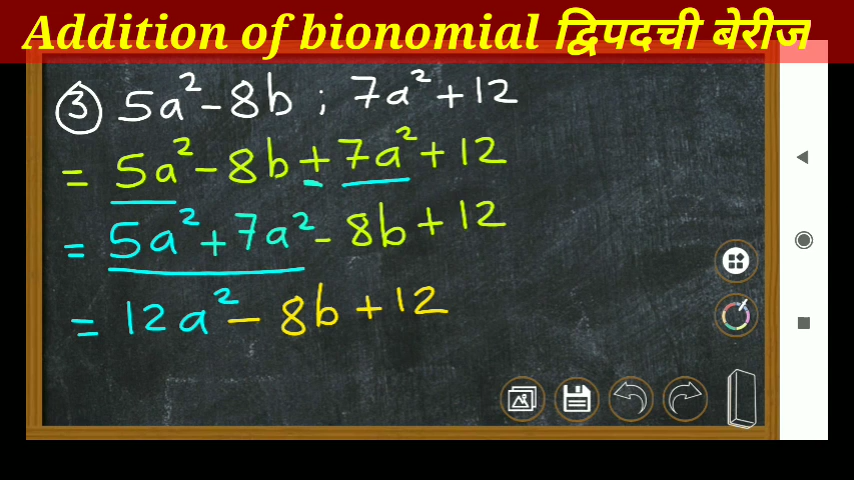 Addition of bionomial द्विपदची बेरीज
③ 5a² - 8b ; 7a² + 12
= 5a² - 8b + 7a² + 12
= 5a² + 7a² - 8b + 12
= 12a² - 8b + 12